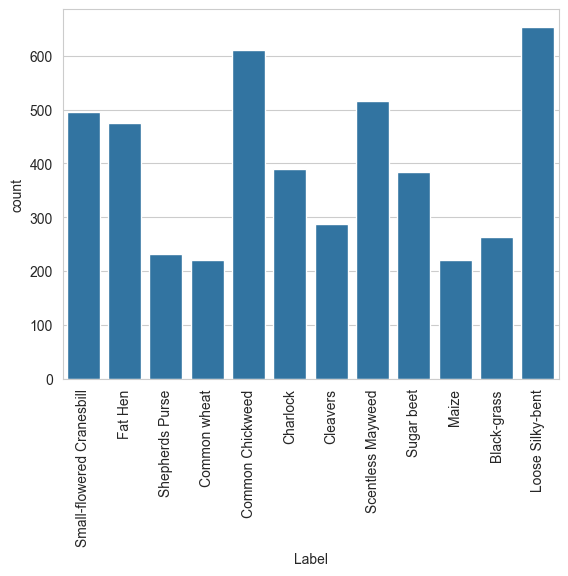 600
500
400
300
200
100
0
count
Small-flowered Cranesbill
Fat Hen
Shepherds Purse
Common wheat
Common Chickweed
Charlock
Cleavers
Scentless Mayweed
Sugar beet
Maize
Black-grass
Loose Silky-bent
Label